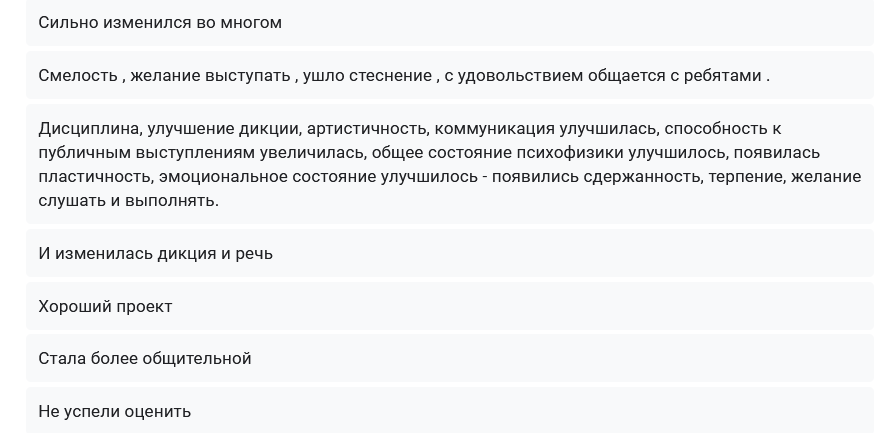 Сильно изменился во многом
Смелость , желание выступать , ушло стеснение , с удовольствием общается с ребятами .
Дисциплина, улучшение дикции, артистичность, коммуникация улучшилась, способность к
публичным выступлениям увеличилась, общее состояние психофизики улучшилось, появилась
пластичность, эмоциональное состояние улучшилось - появились сдержанность, терпение, желание
слушать и выполнять.
И изменилась дикция и речь
Хороший проект
Стала более общительной
Не успели оценить